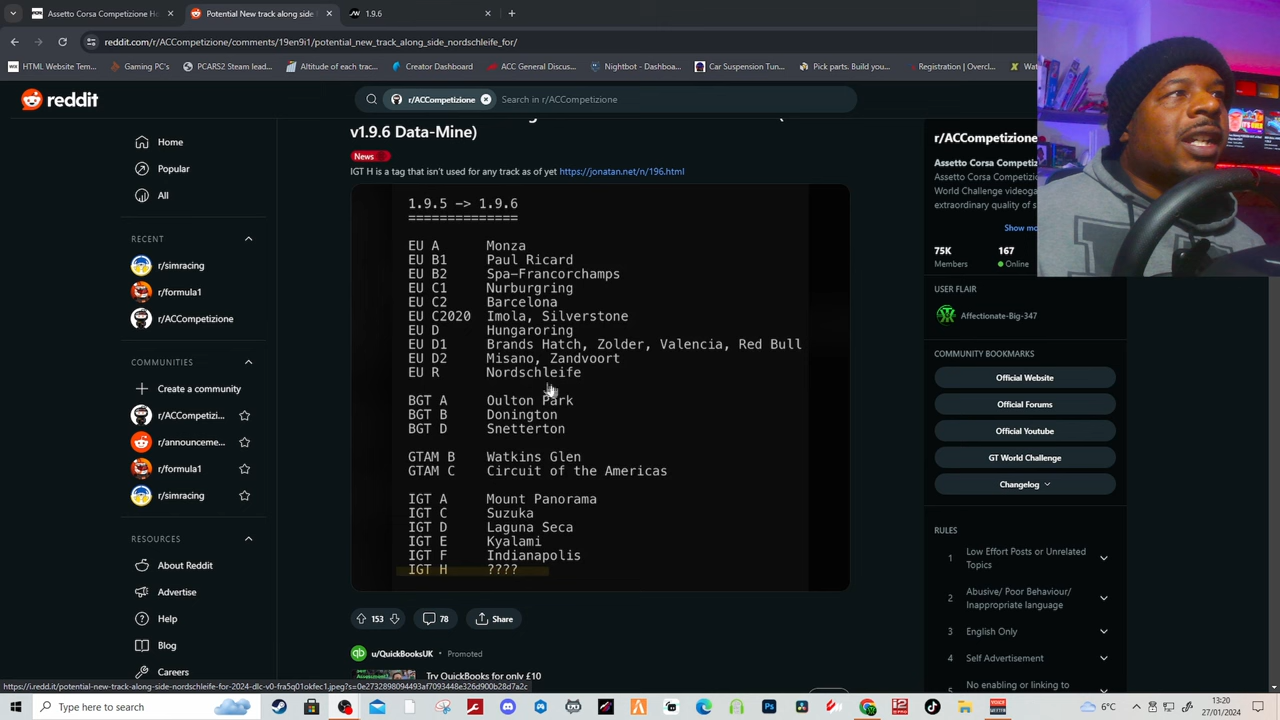 Assetto Corsa Competizione H
Potential New track along side
1.9.6
reddit.com/r/ACCompetizione/comments/19en9i1/potential_new_track_along_side_nordschleife_for/
HTML Website Tem...
Gaming PC's
PCARS2 Steam lead...
Altitude of each trac...
Creator Dashboard
ACC General Discus...
Nightbot - Dashboa...
Car Suspension Tun...
Pick parts. Build you...
Registration | Overcl...
reddit
r/ACCompetizione
Search in r/ACCompetizione
Home
Popular
All
RECENT
r/simracing
r/formula1
r/ACCompetizione
COMMUNITIES
Create a community
r/ACCompetizi...
r/announceme...
r/formula1
r/simracing
RESOURCES
About Reddit
Advertise
Help
Blog
Careers
v1.9.6 Data-Mine)
News
IGT H is a tag that isn't used for any track as of yet https://jonatan.net/n/196.html
1.9.5 -> 1.9.6
==============
EU A Monza
EU B1 Paul Ricard
EU B2 Spa-Francorchamps
EU C1 Nurburgring
EU C2 Barcelona
EU C2020 Imola, Silverstone
EU D Hungaroring
EU D1 Brands Hatch, Zolder, Valencia, Red Bull
EU D2 Misano, Zandvoort
EU R Nordschleife
BGT A Oulton Park
BGT B Donington
BGT D Snetterton
GTAM B Watkins Glen
GTAM C Circuit of the Americas
IGT A Mount Panorama
IGT C Suzuka
IGT D Laguna Seca
IGT E Kyalami
IGT F Indianapolis
IGT H ????
153
78
Share
u/QuickBooksUK • Promoted
Try QuickBooks for only £10
r/ACCompetizione
Assetto Corsa Competiz
Assetto Corsa Competizi
World Challenge videoga
extraordinary quality of s
Show mo
75K
167
Members
Online
USER FLAIR
Affectionate-Big-347
COMMUNITY BOOKMARKS
Official Website
Official Forums
Official Youtube
GT World Challenge
Changelog
RULES
1 Low Effort Posts or Unrelated
Topics
2 Abusive/ Poor Behaviour/
Inappropriate language
3 English Only
4 Self Advertisement
5 No enabling or linking to
Type here to search
6°C
13:20
27/01/2024